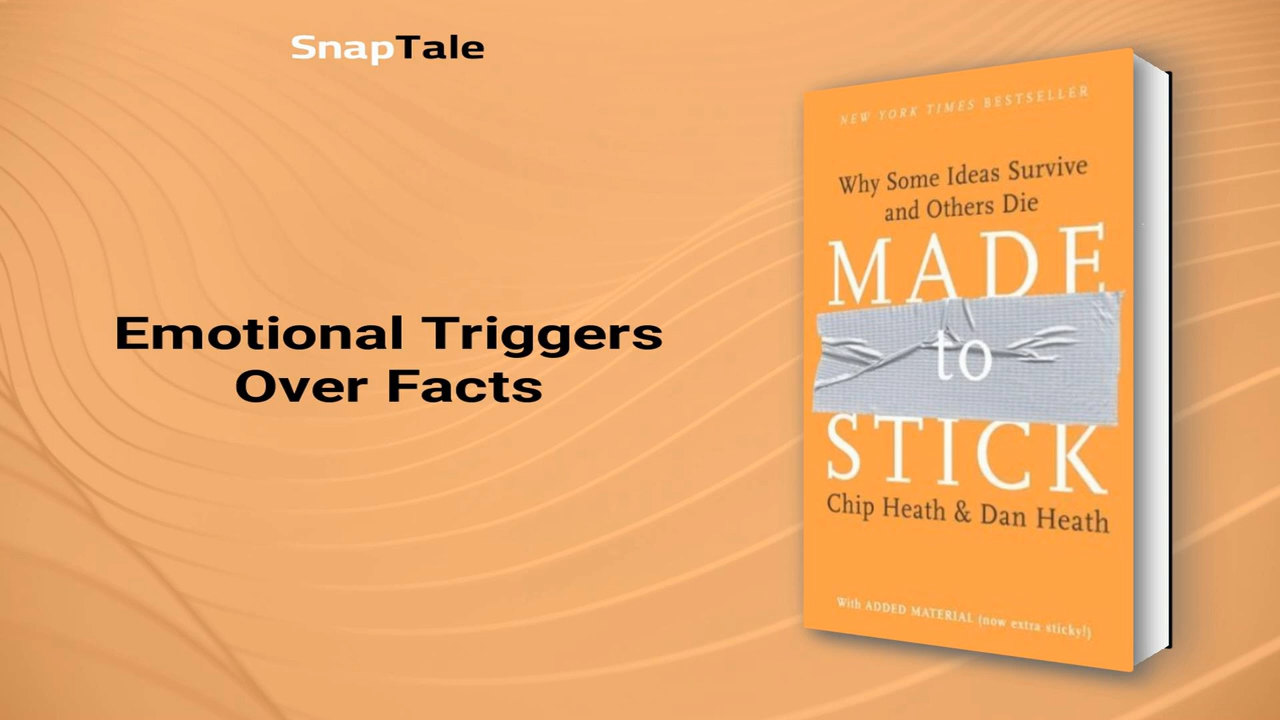 SnapTale
Emotional Triggers
Over Facts
NEW YORK TIMES BESTSELLER
Why Some Ideas Survive
and Others Die
MADE
to
STICK
Chip Heath & Dan Heath
With ADDED MATERIAL (now extra sticky!)